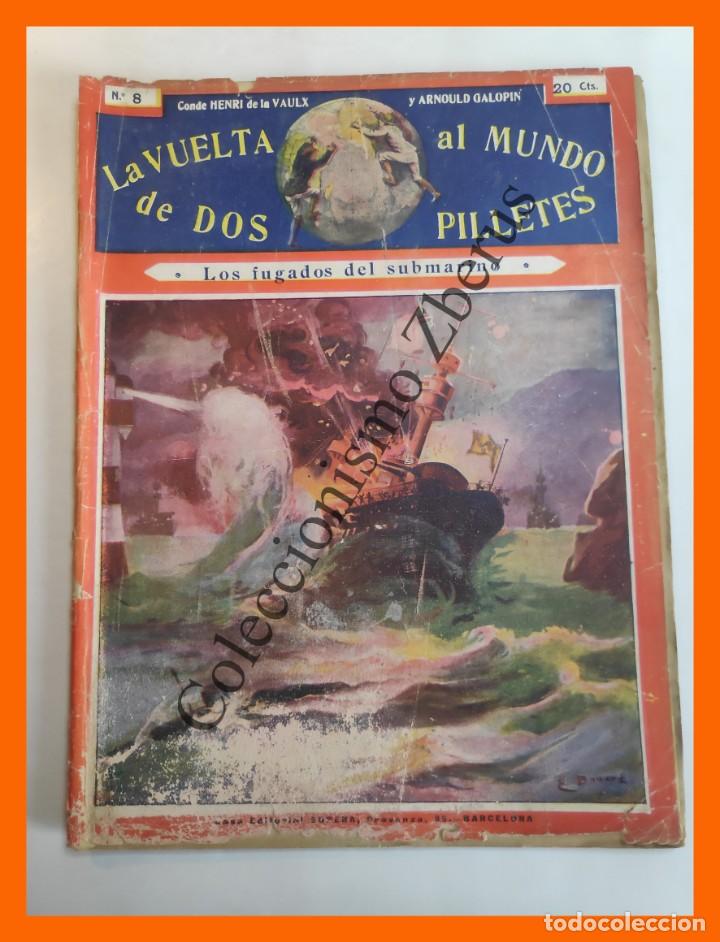 N.º 8
Conde HENRI de la VAULX y ARNOULD GALOPIN
20 Cts.
La VUELTA al MUNDO
de DOS PILLETES
Los fugados del submarino
Casa Editorial SOPENA, Provenza, 95.—BARCELONA
Coleccionismo Zberus
todocoleccion